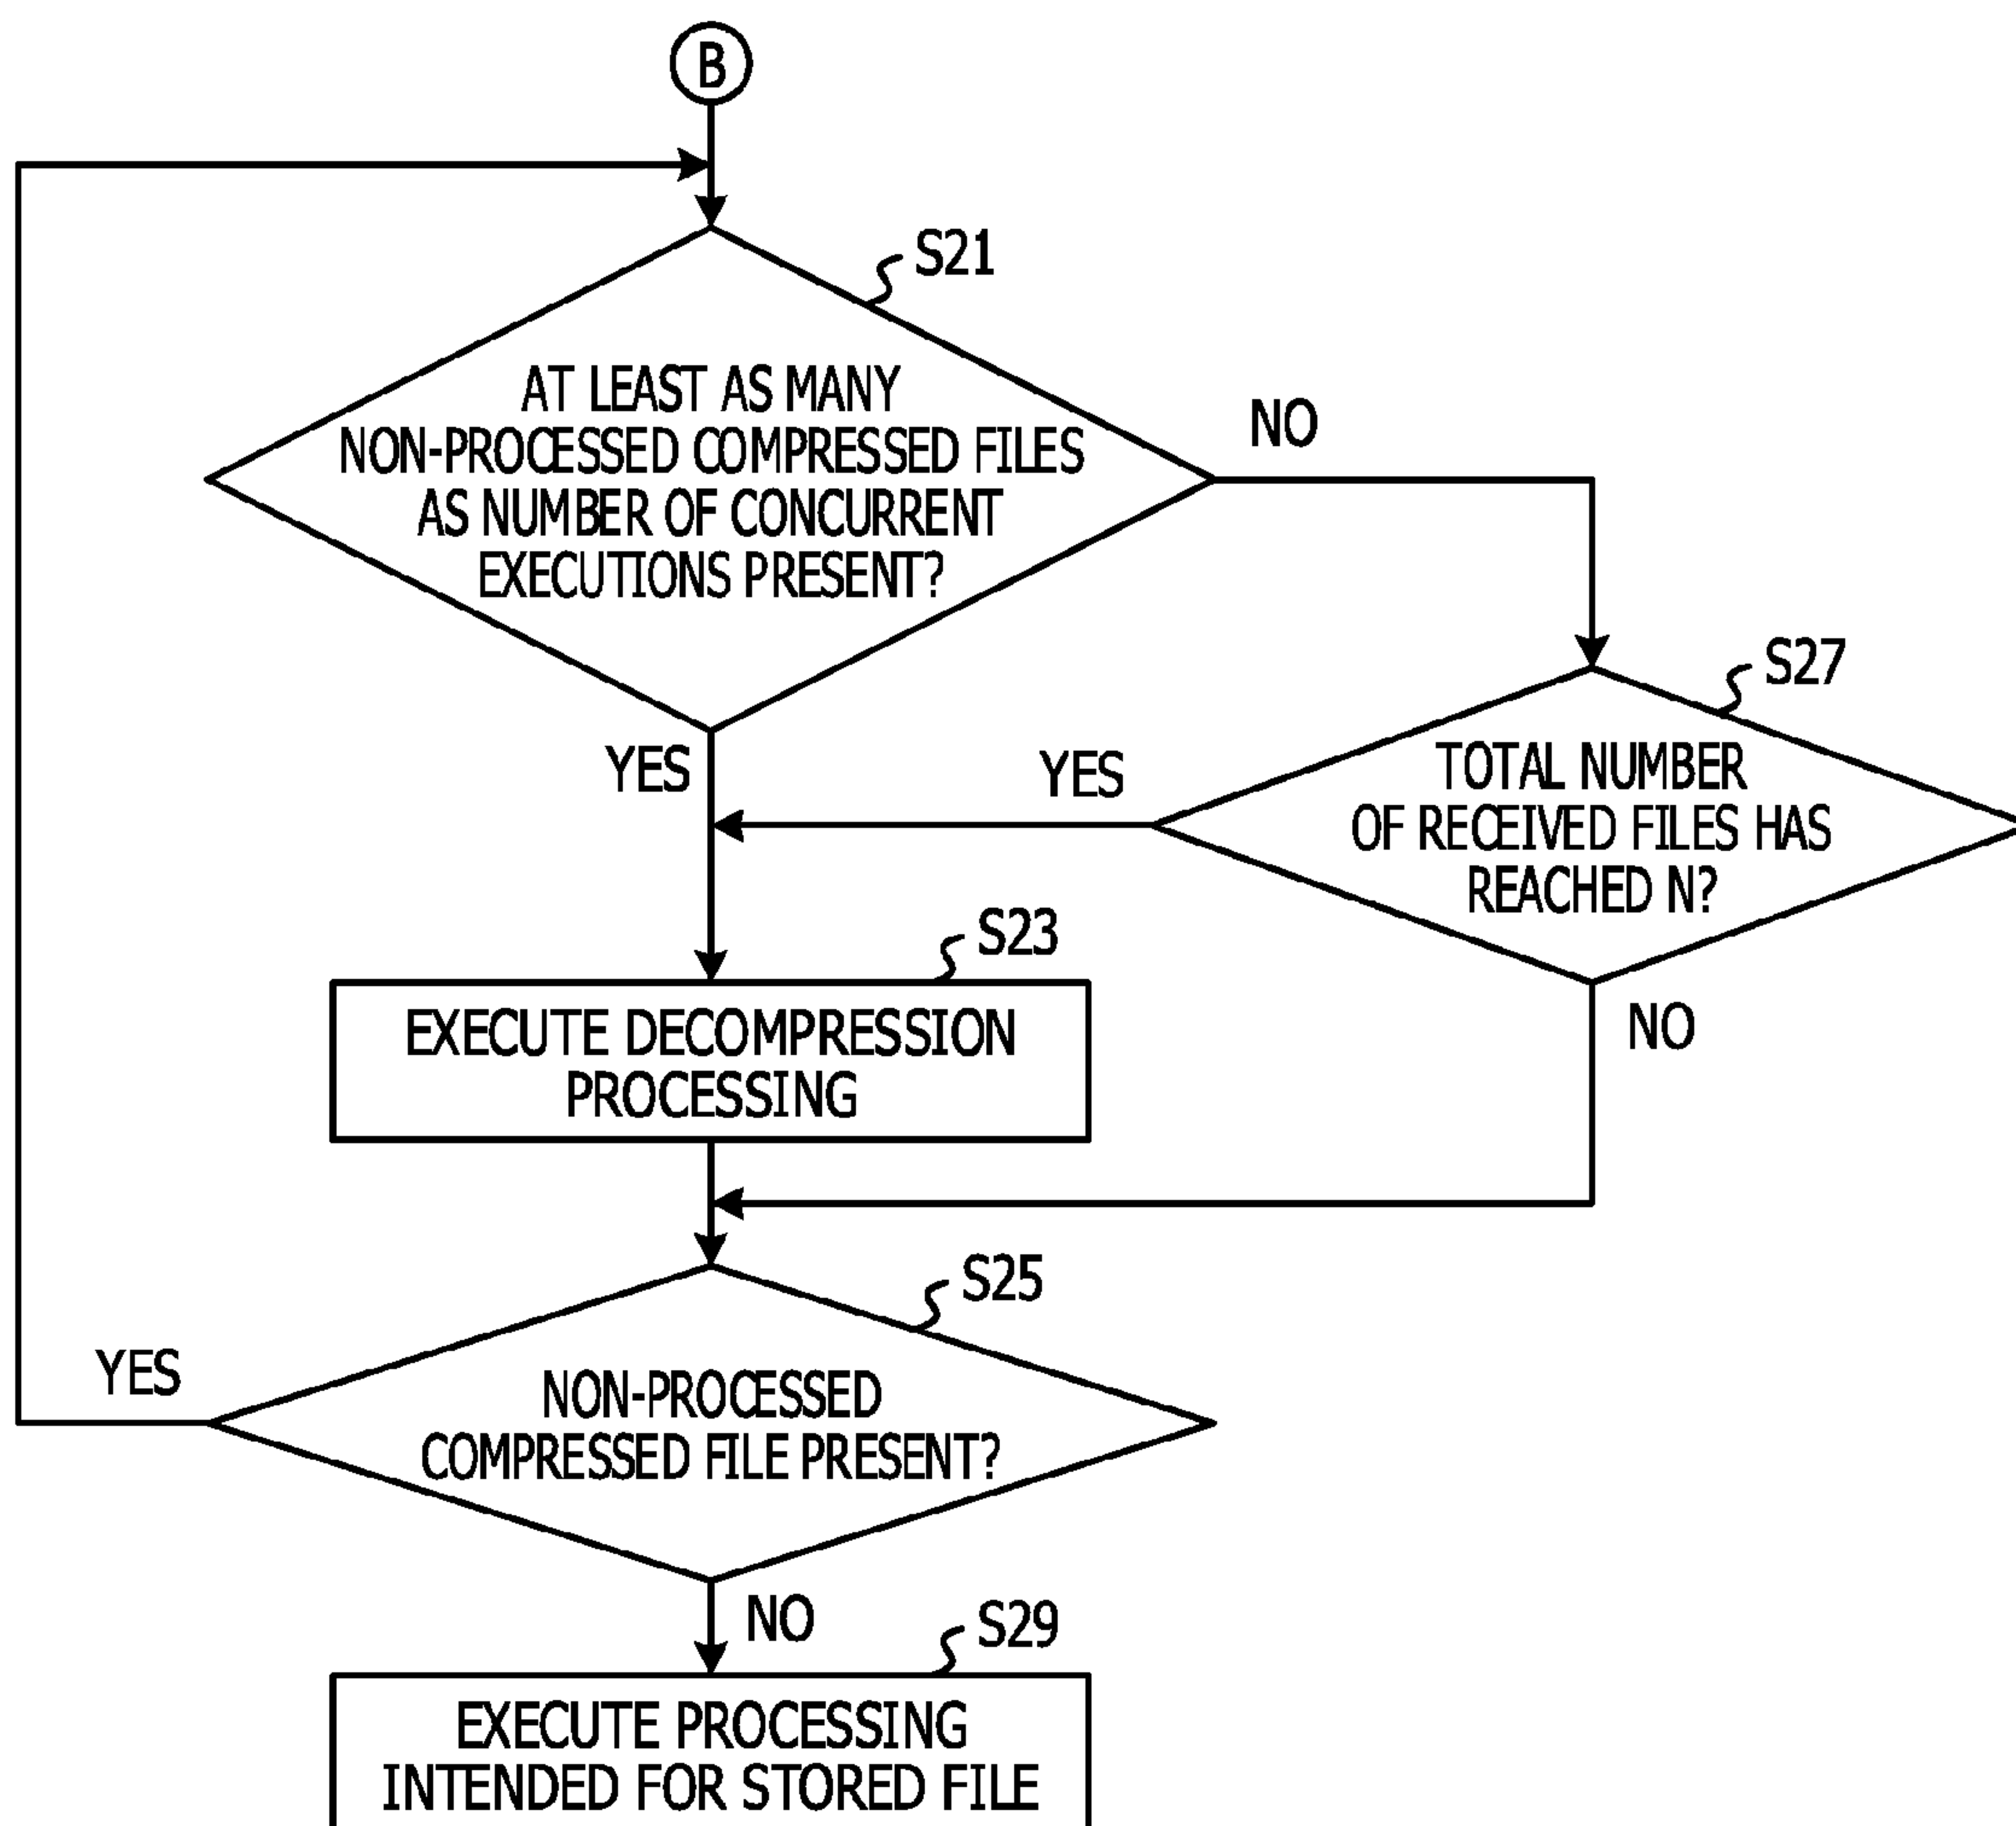 B
S21
AT LEAST AS MANY
NON-PROCESSED COMPRESSED FILES
AS NUMBER OF CONCURRENT
EXECUTIONS PRESENT?
NO
S27
YES
YES
TOTAL NUMBER
OF RECEIVED FILES HAS
REACHED N?
S23
NO
EXECUTE DECOMPRESSION
PROCESSING
S25
YES
NON-PROCESSED
COMPRESSED FILE PRESENT?
NO
S29
EXECUTE PROCESSING
INTENDED FOR STORED FILE